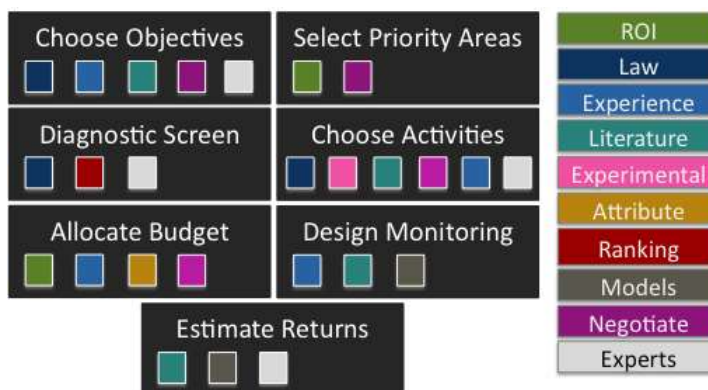 Choose Objectives
Select Priority Areas
Diagnostic Screen
Choose Activities
Allocate Budget
Design Monitoring
Estimate Returns
ROI
Law
Experience
Literature
Experimental
Attribute
Ranking
Models
Negotiate
Experts